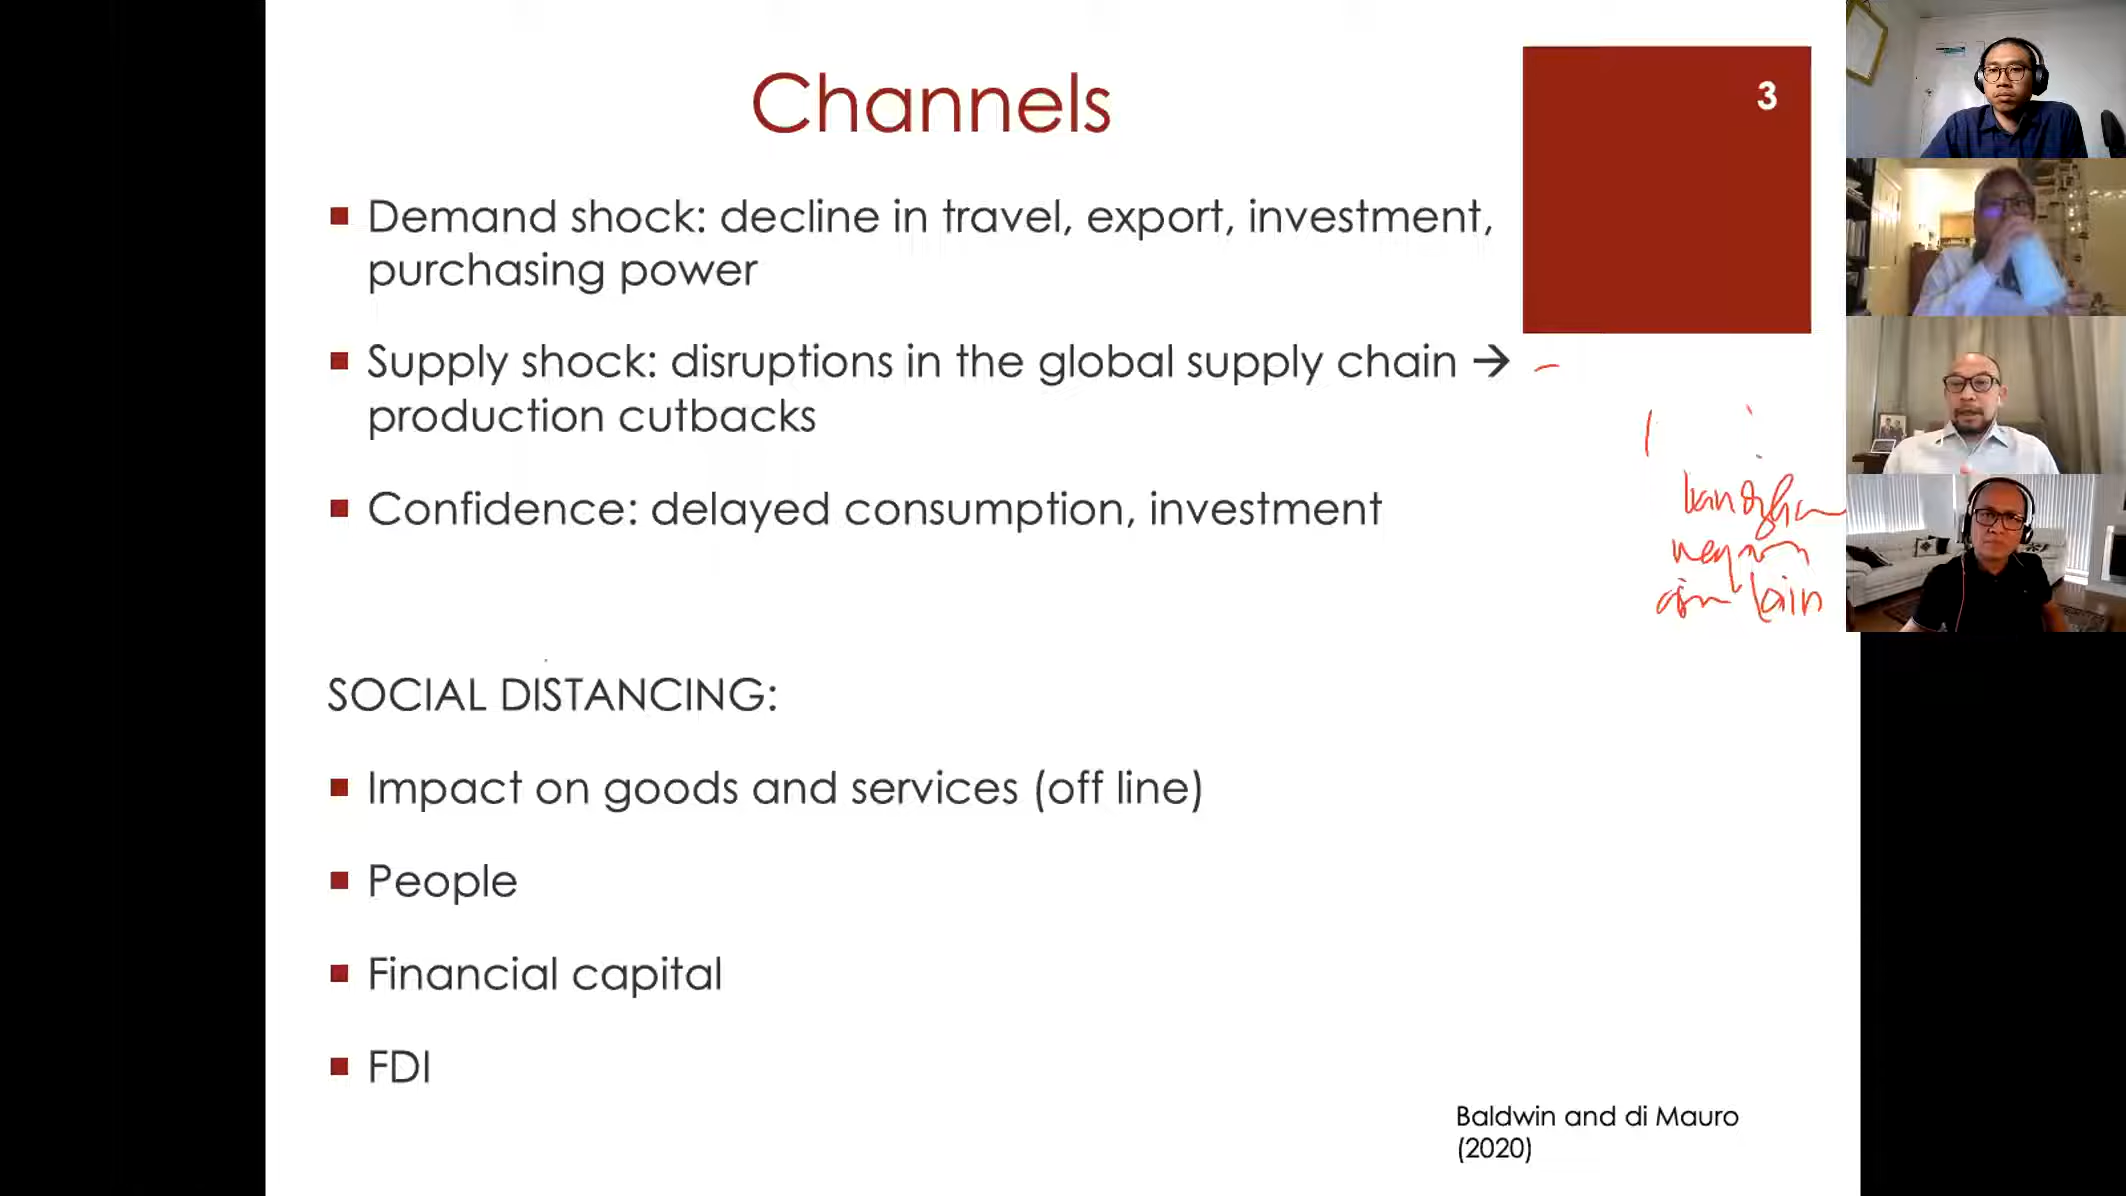 Channels
3
Demand shock: decline in travel, export, investment,
purchasing power
Supply shock: disruptions in the global supply chain →
production cutbacks
Confidence: delayed consumption, investment
lain
SOCIAL DISTANCING:
Impact on goods and services (off line)
People
Financial capital
FDI
Baldwin and di Mauro
(2020)